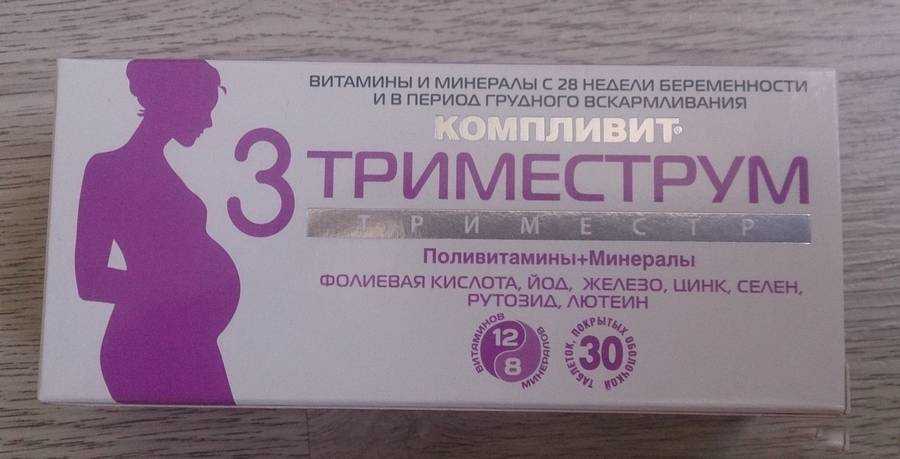 ВИТАМИНЫ И МИНЕРАЛЫ С 28 НЕДЕЛИ БЕРЕМЕННОСТИ
И В ПЕРИОД ГРУДНОГО ВСКАРМЛИВАНИЯ
КОМПЛИВИТ®
3 ТРИМЕСТРУМ
ТРИМЕСТР
Поливитамины+Минералы
ФОЛИЕВАЯ КИСЛОТА, ЙОД, ЖЕЛЕЗО, ЦИНК, СЕЛЕН,
РУТОЗИД, ЛЮТЕИН
12 ВИТАМИНОВ
8 МИНЕРАЛОВ
30 ТАБЛЕТОК, ПОКРЫТЫХ ОБОЛОЧКОЙ